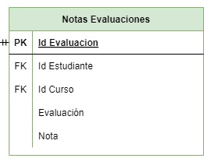 Notas Evaluaciones
PK Id Evaluacion
FK Id Estudiante
FK Id Curso
Evaluación
Nota